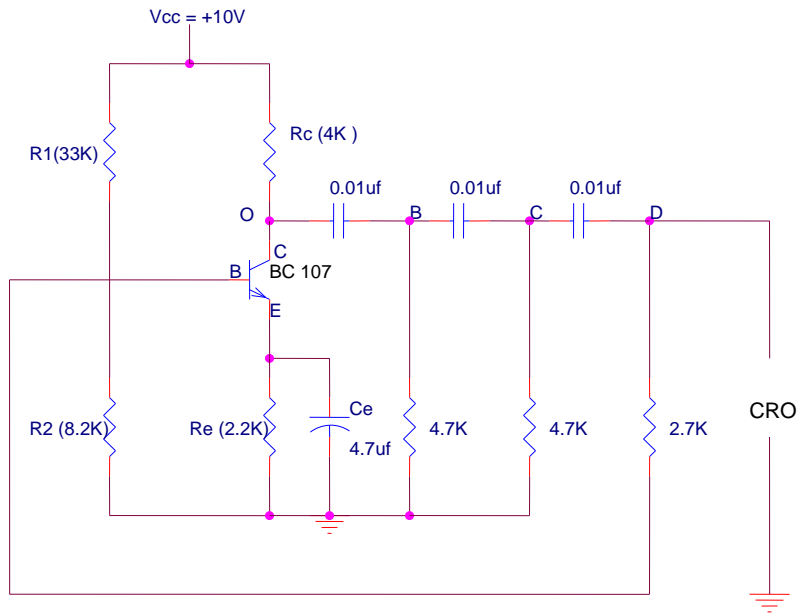 Vcc = +10V
R1(33K)
Rc (4K )
0.01uf
0.01uf
0.01uf
O
B
C
D
C
B
BC 107
E
R2 (8.2K)
Re (2.2K)
Ce
4.7uf
4.7K
4.7K
2.7K
CRO